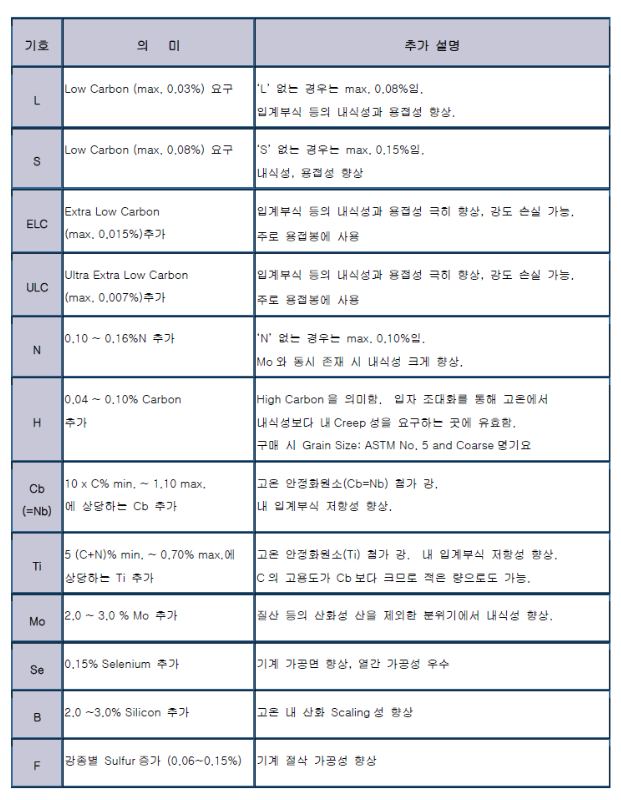 기호 의 미 추가 설명
L Low Carbon (max. 0.03%) 요구 'L' 없는 경우는 max. 0.08%임.
입계부식 등의 내식성과 용접성 향상.
S Low Carbon (max. 0.08%) 요구 'S' 없는 경우는 max. 0.15%임.
내식성, 용접성 향상
ELC Extra Low Carbon 입계부식 등의 내식성과 용접성 극히 향상, 강도 손실 가능.
(max. 0.015%)추가 주로 용접봉에 사용
ULC Ultra Extra Low Carbon 입계부식 등의 내식성과 용접성 극히 향상, 강도 손실 가능.
(max. 0.007%)추가 주로 용접봉에 사용
N 0.10 ~ 0.16%N 추가 'N' 없는 경우는 max. 0.10%임.
Mo 와 동시 존재 시 내식성 크게 향상.
H 0.04 ~ 0.10% Carbon High Carbon 을 의미함. 입자 조대화를 통해 고온에서
추가 내식성보다 내 Creep 성을 요구하는 곳에 유효함.
구매 시 Grain Size: ASTM No. 5 and Coarse 명기요
Cb 10 x C% min. ~ 1.10 max. 고온 안정화원소(Cb=Nb) 첨가 강.
(=Nb) 에 상당하는 Cb 추가 내 입계부식 저항성 향상.
Ti 5 (C+N)% min. ~ 0.70% max.에 고온 안정화원소(Ti) 첨가 강. 내 입계부식 저항성 향상.
상당하는 Ti 추가 C 의 고용도가 Cb 보다 크므로 적은 량으로도 가능.
Mo 2.0 ~ 3.0 % Mo 추가 질산 등의 산화성 산을 제외한 분위기에서 내식성 향상.
Se 0.15% Selenium 추가 기계 가공면 향상, 열간 가공성 우수
B 2.0 ~3.0% Silicon 추가 고온 내 산화 Scaling 성 향상
F 강종별 Sulfur 증가 (0.06~0.15%) 기계 절삭 가공성 향상